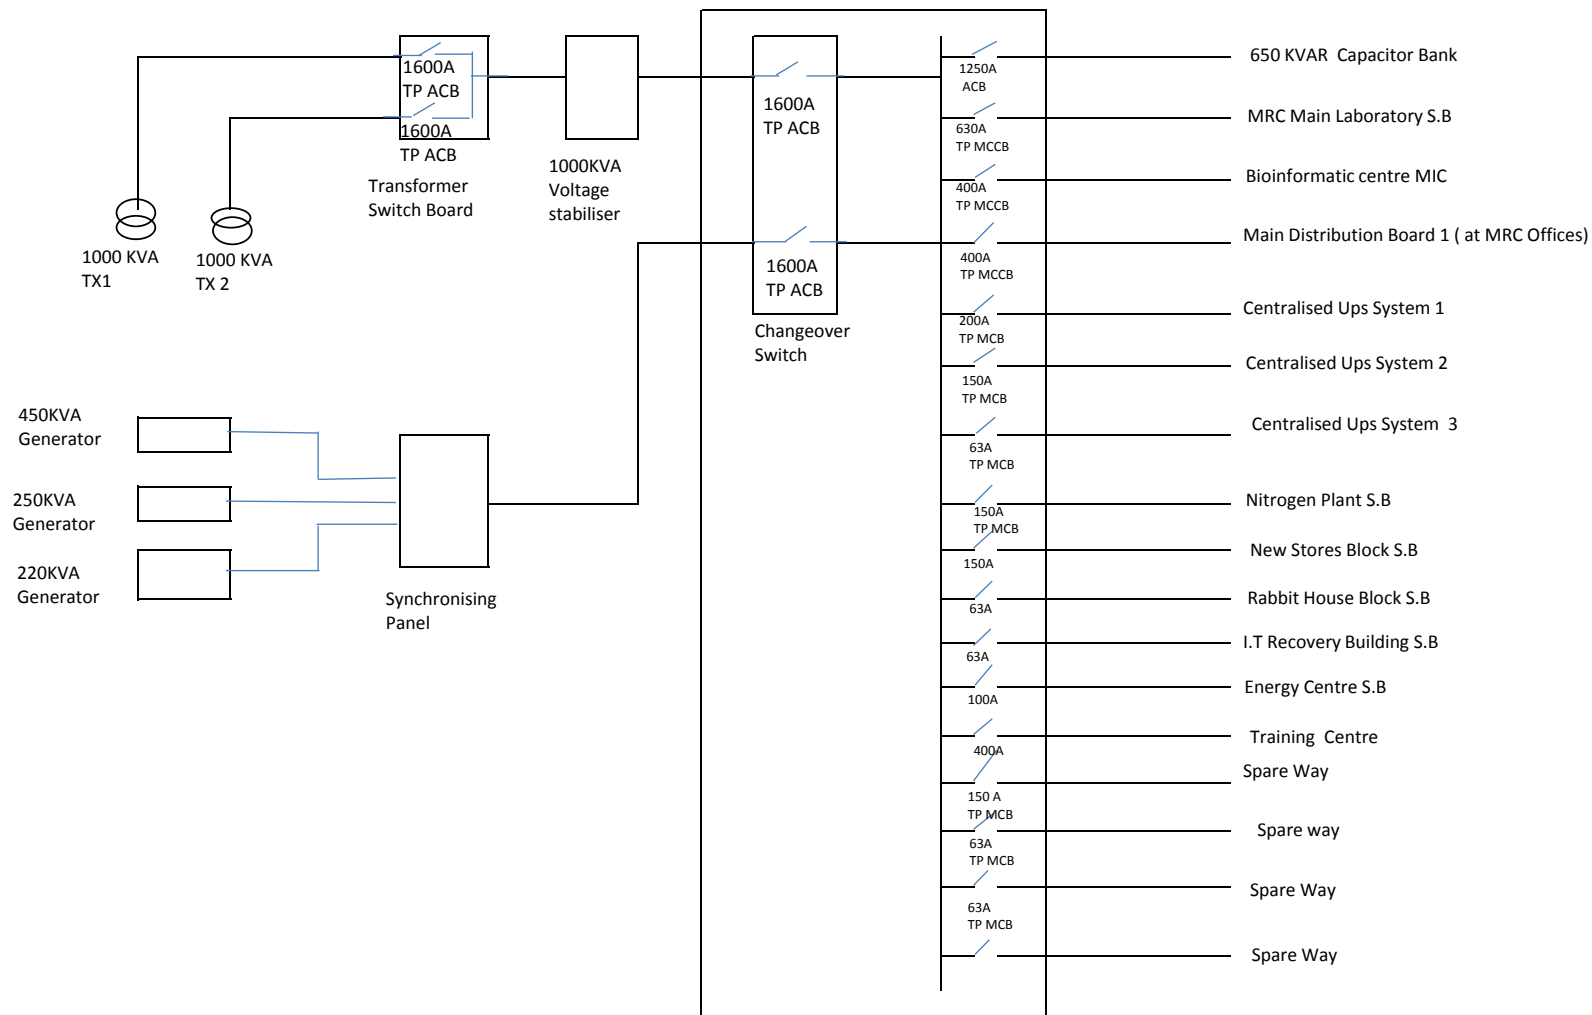 1600A
TP ACB
1600A
TP ACB
Transformer
Switch Board
1000KVA
Voltage
stabiliser
1000 KVA
TX1
1000 KVA
TX 2
1600A
TP ACB
1600A
TP ACB
Changeover
Switch
450KVA
Generator
250KVA
Generator
220KVA
Generator
Synchronising
Panel
1250A
ACB
650 KVAR  Capacitor Bank
630A
TP MCCB
MRC Main Laboratory S.B
400A
TP MCCB
Bioinformatic centre MIC
400A
TP MCCB
Main Distribution Board 1 ( at MRC Offices)
200A
TP MCB
Centralised Ups System 1
150A
TP MCB
Centralised Ups System 2
63A
TP MCB
Centralised Ups System  3
150A
TP MCB
Nitrogen Plant S.B
150A
New Stores Block S.B
63A
Rabbit House Block S.B
63A
I.T Recovery Building S.B
100A
Energy Centre S.B
400A
Training  Centre
150 A
TP MCB
Spare Way
63A
TP MCB
Spare way
63A
TP MCB
Spare Way
Spare Way